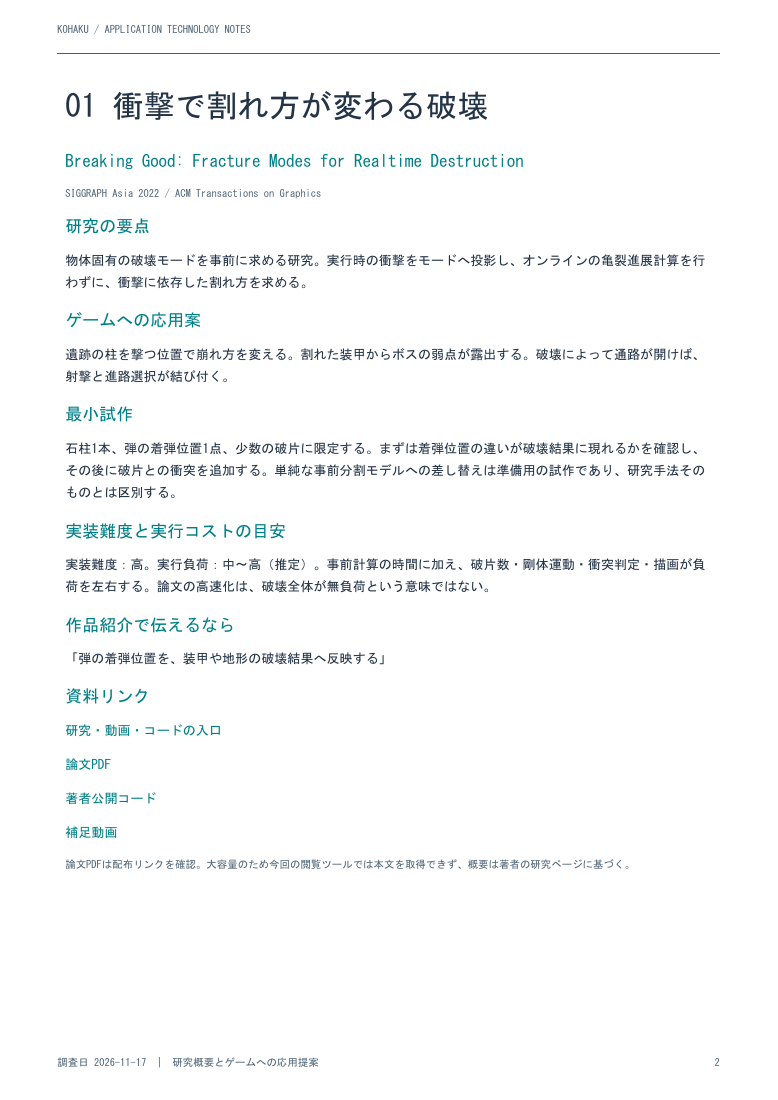 KOHAKU / APPLICATION TECHNOLOGY NOTES
01 衝撃で割れ方が変わる破壊
Breaking Good: Fracture Modes for Realtime Destruction
SIGGRAPH Asia 2022 / ACM Transactions on Graphics
研究の要点
物体固有の破壊モードを事前に求める研究。実行時の衝撃をモードへ投影し、オンラインの亀裂進展計算を行
わずに、衝撃に依存した割れ方を求める。
ゲームへの応用案
遺跡の柱を撃つ位置で崩れ方を変える。割れた装甲からボスの弱点が露出する。破壊によって通路が開けば、
射撃と進路選択が結び付く。
最小試作
石柱1本、弾の着弾位置1点、少数の破片に限定する。まずは着弾位置の違いが破壊結果に現れるかを確認し、
その後に破片との衝突を追加する。単純な事前分割モデルへの差し替えは準備用の試作であり、研究手法その
ものとは区別する。
実装難度と実行コストの目安
実装難度：高。実行負荷：中〜高（推定）。事前計算の時間に加え、破片数・剛体運動・衝突判定・描画が負
荷を左右する。論文の高速化は、破壊全体が無負荷という意味ではない。
作品紹介で伝えるなら
「弾の着弾位置を、装甲や地形の破壊結果へ反映する」
資料リンク
研究・動画・コードの入口
論文PDF
著者公開コード
補足動画
論文PDFは配布リンクを確認。大容量のため今回の閲覧ツールでは本文を取得できず、概要は著者の研究ページに基づく。
調査日 2026-11-17 | 研究概要とゲームへの応用提案
2